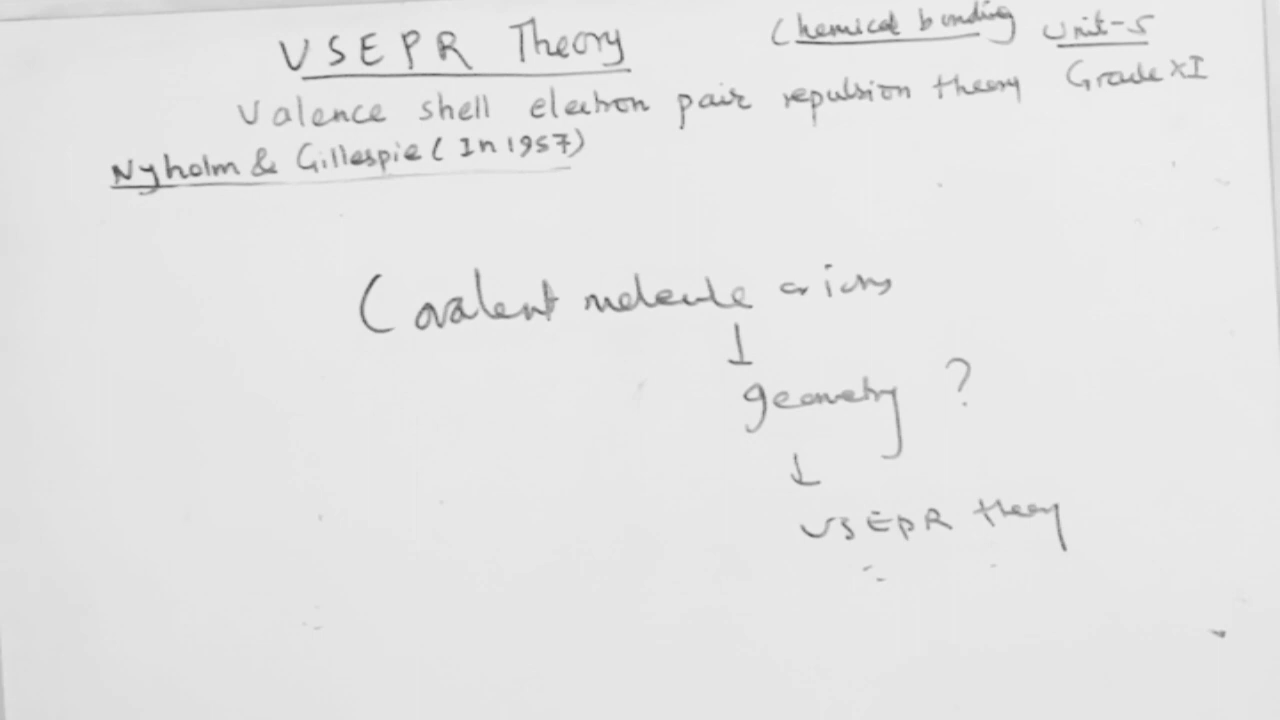 VSEPR Theory Chemical bonding Unit-5
Valence shell electron pair repulsion theory Grade XI
Nyholm & Gillespie ( In 1957)
Covalent molecule or ions
↓
geometry ?
↓
VSEPR theory